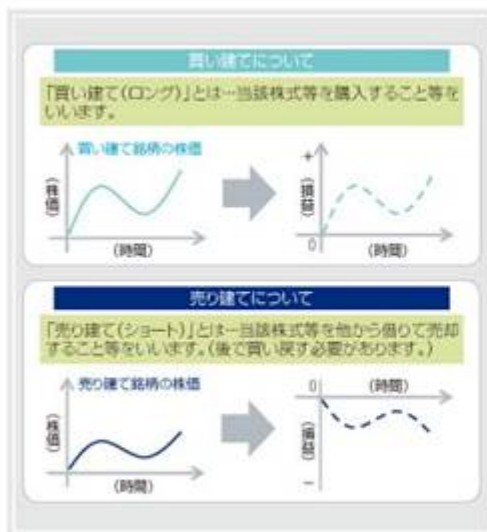 買い建てについて
「買い建て(ロング)」とは…当該株式等を購入すること等を
いいます。
買い建て銘柄の株価
(株価)
(時間)
+
(損益)
0
(時間)
売り建てについて
「売り建て(ショート)」とは…当該株式等を他から借りて売却
すること等をいいます。(後で買い戻す必要があります。)
売り建て銘柄の株価
(株価)
(時間)
0
(時間)
(損益)
−